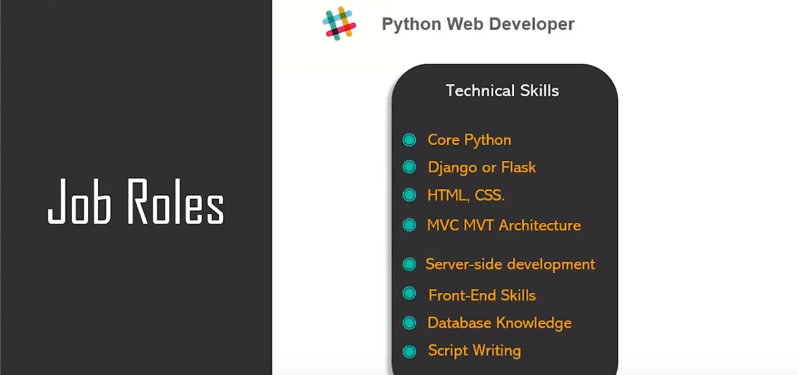 Python Web Developer
Technical Skills
Core Python
Django or Flask
HTML, CSS.
MVC MVT Architecture
Job Roles
Server-side development
Front-End Skills
Database Knowledge
Script Writing